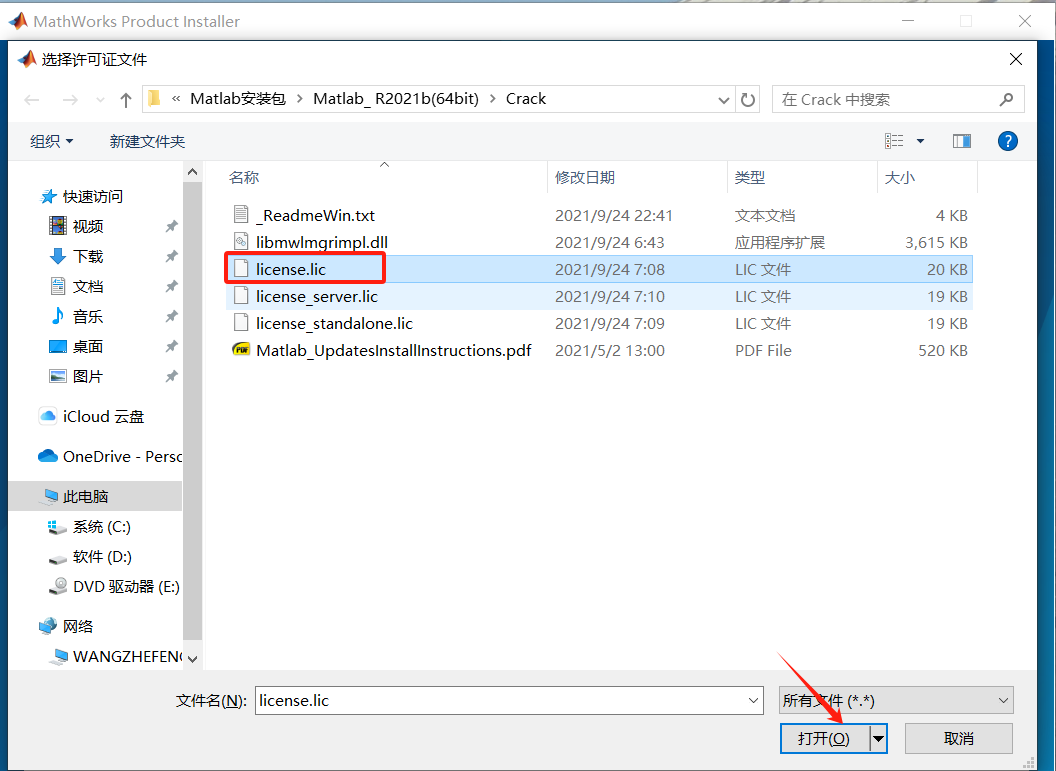 MathWorks Product Installer
选择许可证文件
« Matlab安装包 > Matlab_ R2021b(64bit) > Crack
在 Crack 中搜索
组织 新建文件夹
名称 修改日期 类型 大小
_ReadmeWin.txt 2021/9/24 22:41 文本文档 4 KB
libmwlmgrimpl.dll 2021/9/24 6:43 应用程序扩展 3,615 KB
license.lic 2021/9/24 7:08 LIC 文件 20 KB
license_server.lic 2021/9/24 7:10 LIC 文件 19 KB
license_standalone.lic 2021/9/24 7:09 LIC 文件 19 KB
Matlab_UpdatesInstallInstructions.pdf 2021/5/2 13:00 PDF File 520 KB
快速访问
视频
下载
文档
音乐
桌面
图片
iCloud 云盘
OneDrive - Perso
此电脑
系统 (C:)
软件 (D:)
DVD 驱动器 (E:)
网络
WANGZHEFENG
文件名(N): license.lic 所有文件 (*.*)
打开(O) 取消